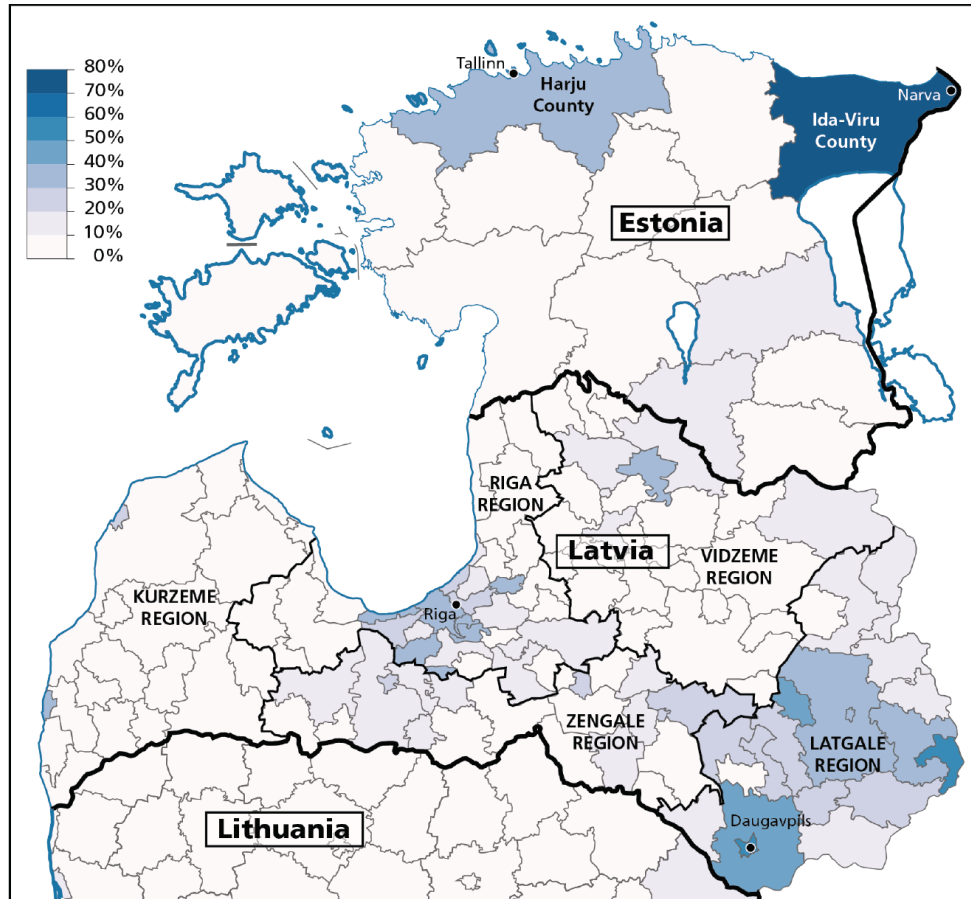 80%
70%
60%
50%
40%
30%
20%
10%
0%
Tallinn
Harju
County
Narva
Ida-Viru
County
Estonia
RIGA
REGION
Latvia
VIDZEME
REGION
KURZEME
REGION
Riga
ZENGALE
REGION
LATGALE
REGION
Daugavpils
Lithuania